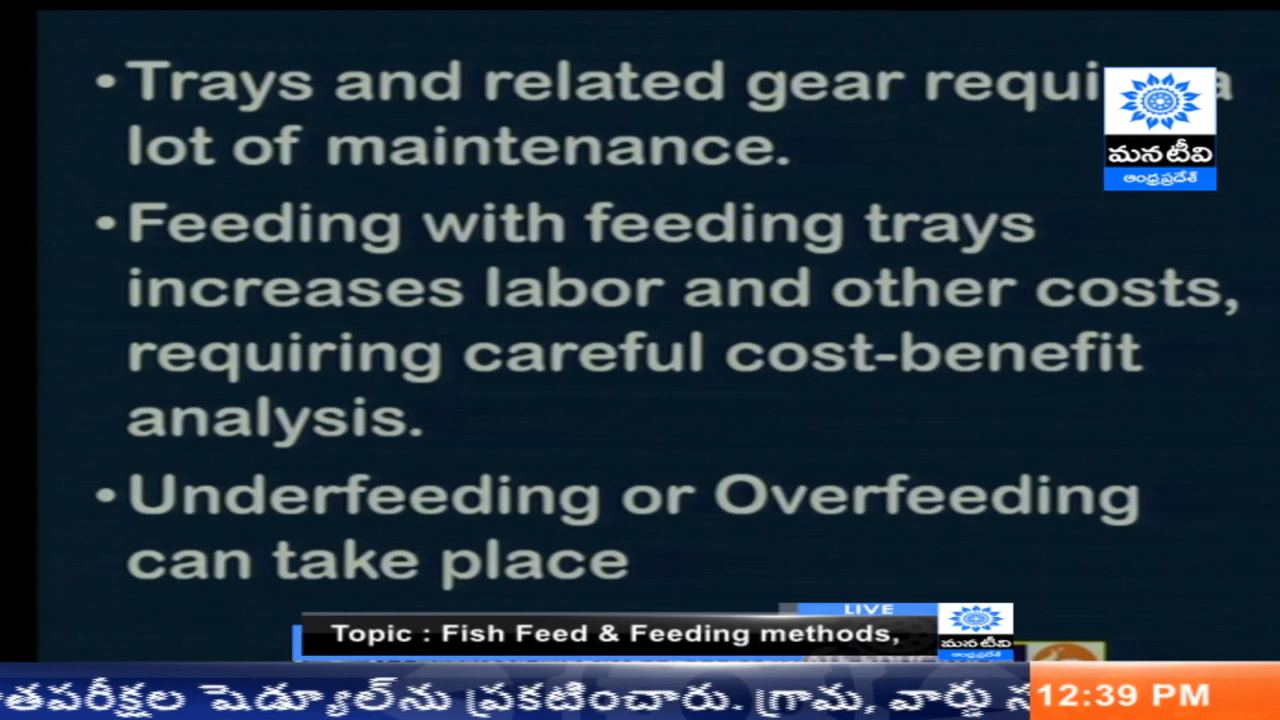 •Trays and related gear requi a
lot of maintenance.
•Feeding with feeding trays
increases labor and other costs,
requiring careful cost-benefit
analysis.
•Underfeeding or Overfeeding
can take place
మన టీవి
ఆంధ్రప్రదేశ్
LIVE
Topic : Fish Feed & Feeding methods,
మన టీవి
ఆంధ్రప్రదేశ్
తపరీక్షల షెడ్యూల్‌ను ప్రకటించారు. గ్రామ, వార్డు స
12:39 PM